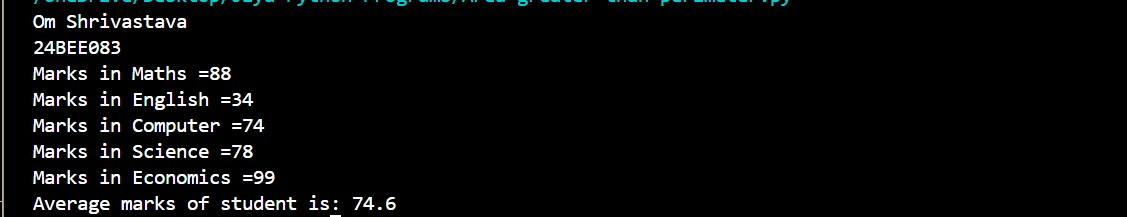 Om Shrivastava
24BEE083
Marks in Maths =88
Marks in English =34
Marks in Computer =74
Marks in Science =78
Marks in Economics =99
Average marks of student is: 74.6